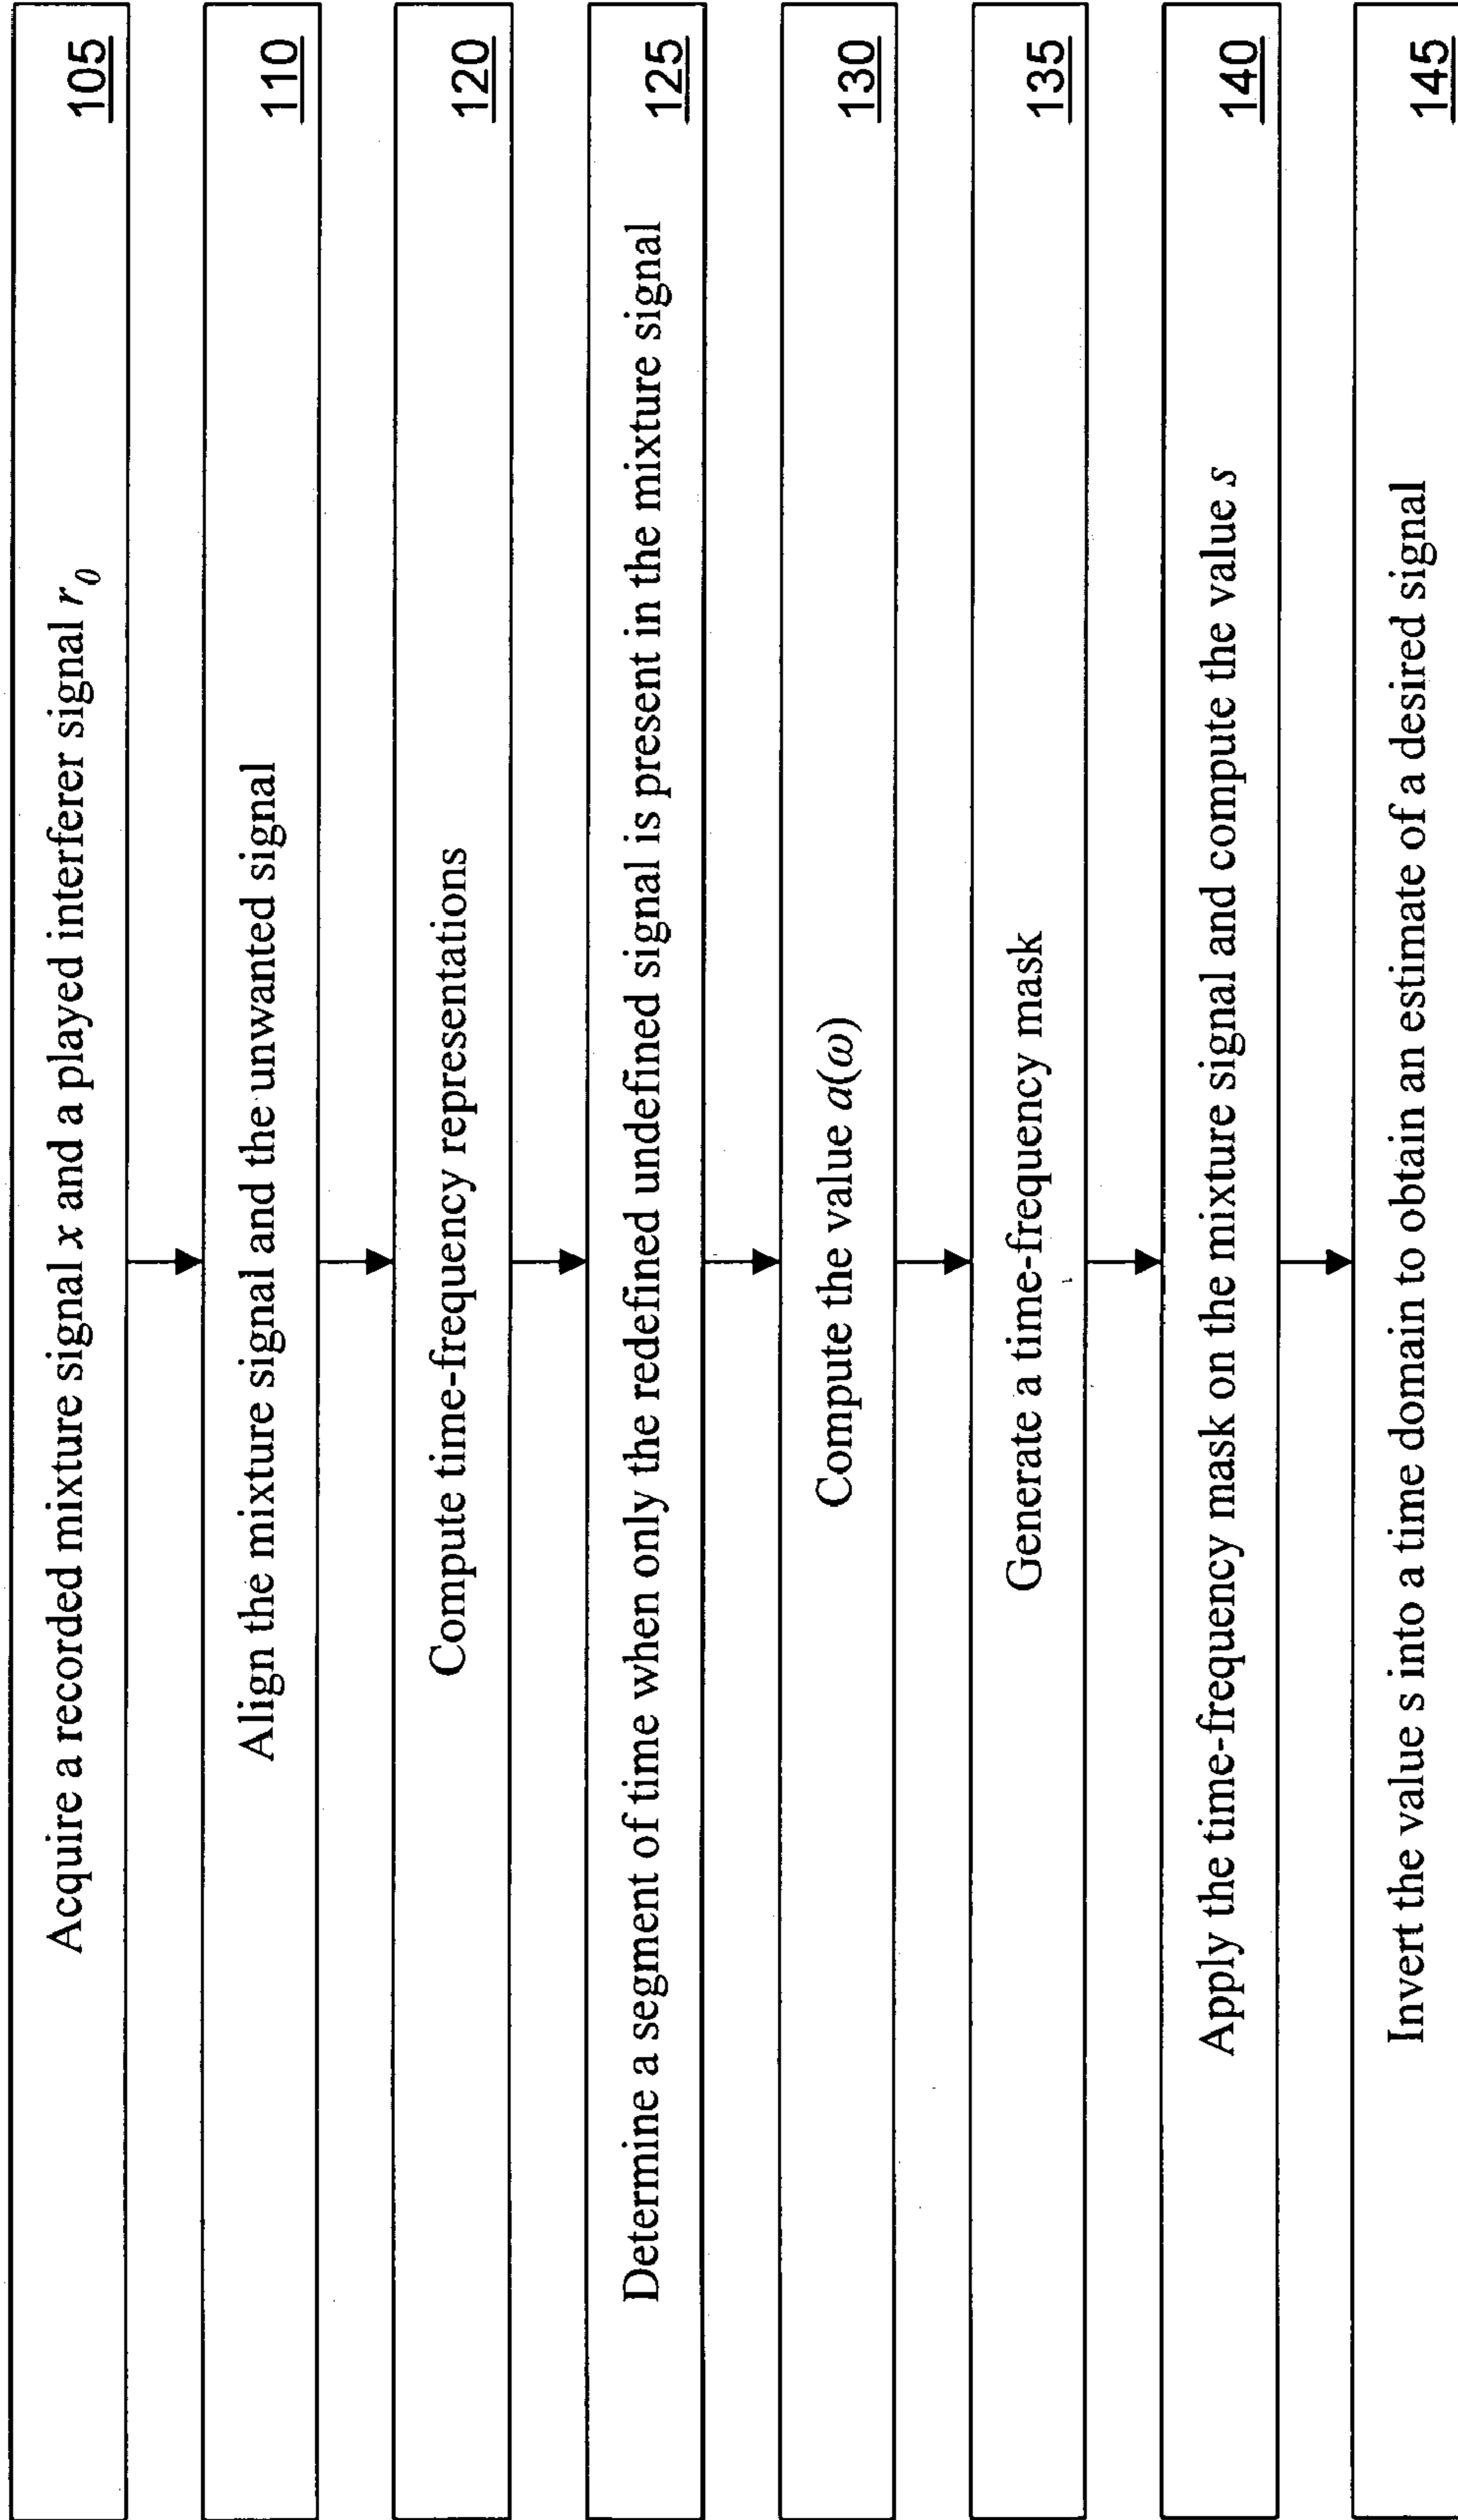 Acquire a recorded mixture signal x and a played interferer signal r0
105
Align the mixture signal and the unwanted signal
110
Compute time-frequency representations
120
Determine a segment of time when only the redefined undefined signal is present in the mixture signal
125
Compute the value a(ω)
130
Generate a time-frequency mask
135
Apply the time-frequency mask on the mixture signal and compute the value s
140
Invert the value s into a time domain to obtain an estimate of a desired signal
145